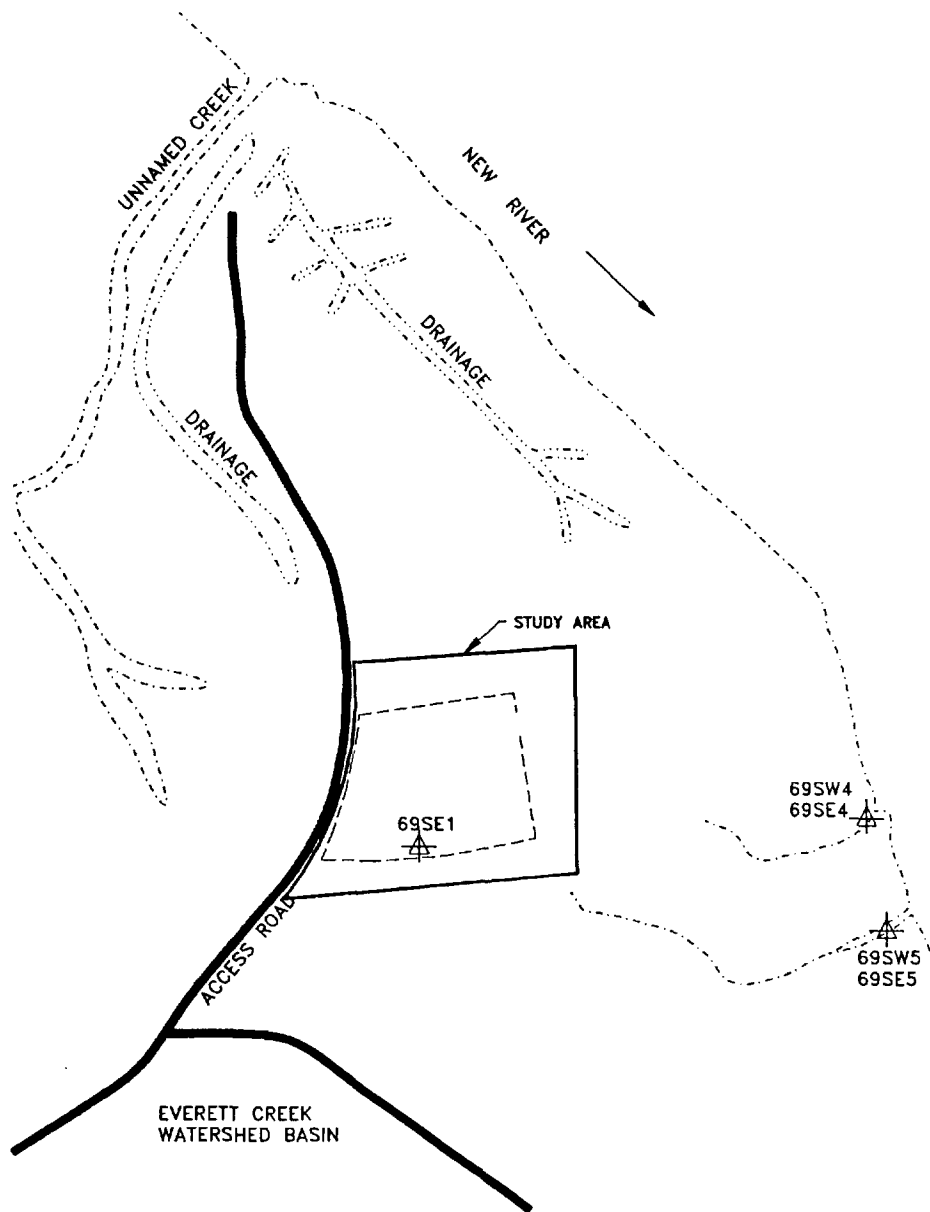 UNNAMED CREEK
NEW
RIVER
DRAINAGE
DRAINAGE
STUDY AREA
69SW4
69SE4
69SE1
ACCESS ROAD
69SW5
69SE5
EVERETT CREEK
WATERSHED BASIN